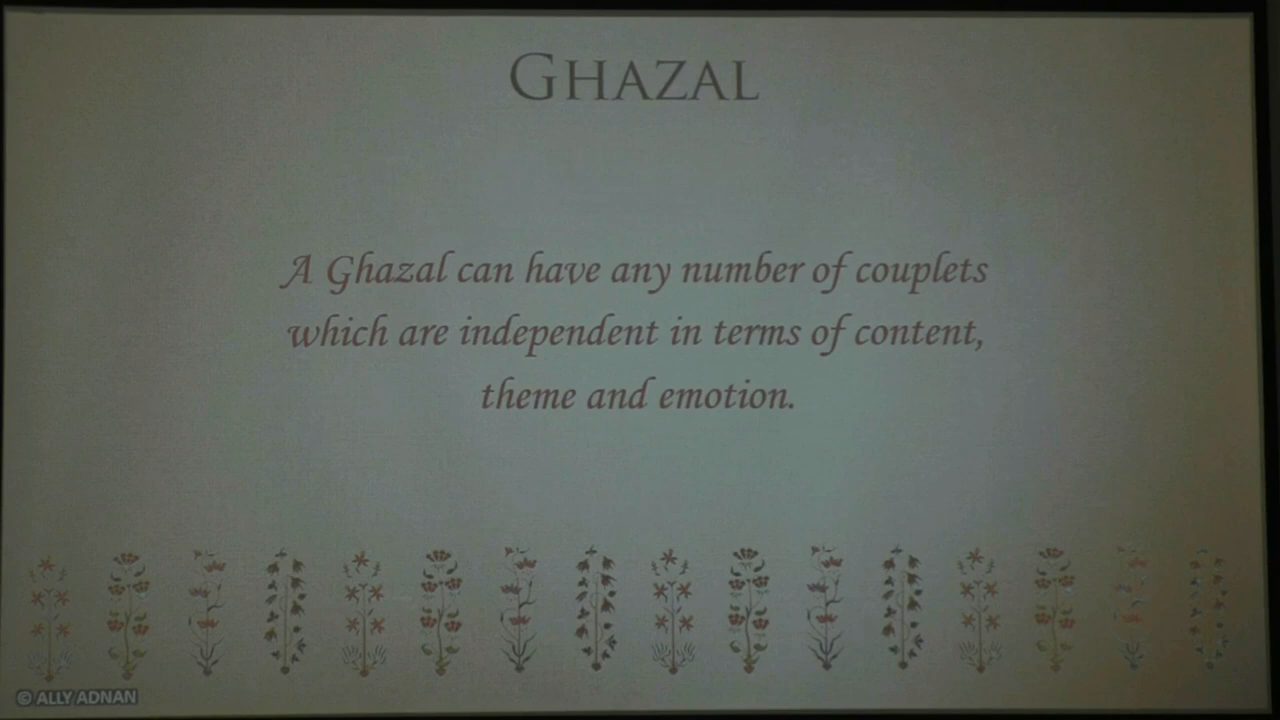 GHAZAL
A Ghazal can have any number of couplets
which are independent in terms of content,
theme and emotion.
© ALLY ADNAN